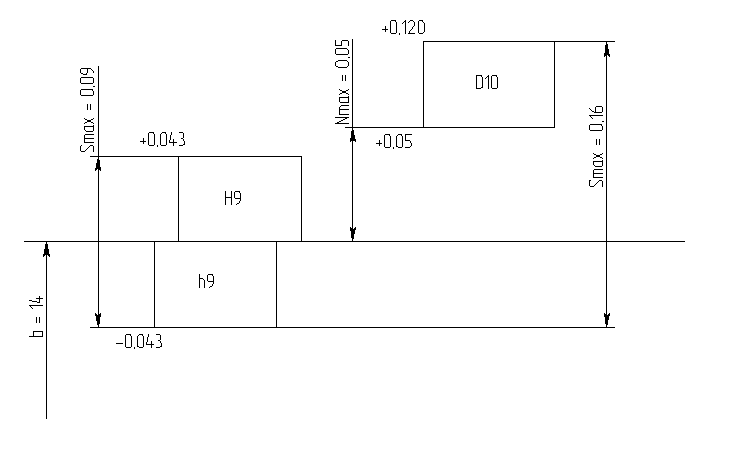 +0,120
Nmax = 0,05
D10
Smax = 0,09
+0,043
+0,05
Smax = 0,16
H9
h9
b = 14
−0,043